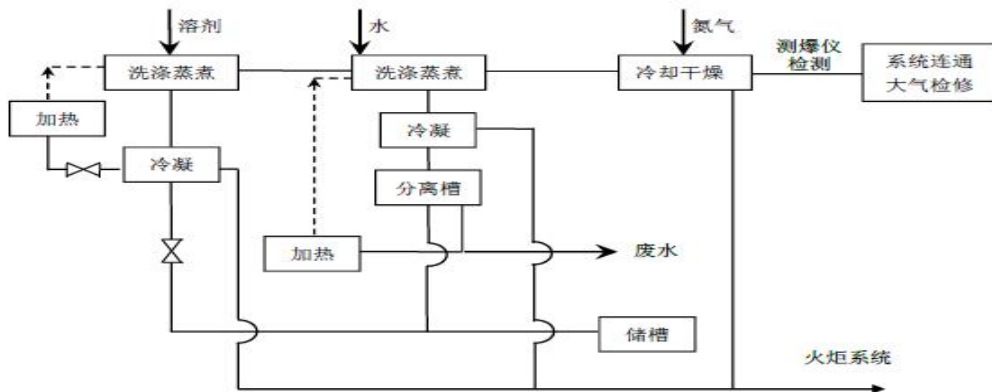 溶剂
水
氮气
洗涤蒸煮
洗涤蒸煮
冷却干燥
测爆仪
检测
系统连通
大气检修
加热
冷凝
冷凝
分离槽
加热
废水
储槽
火炬系统